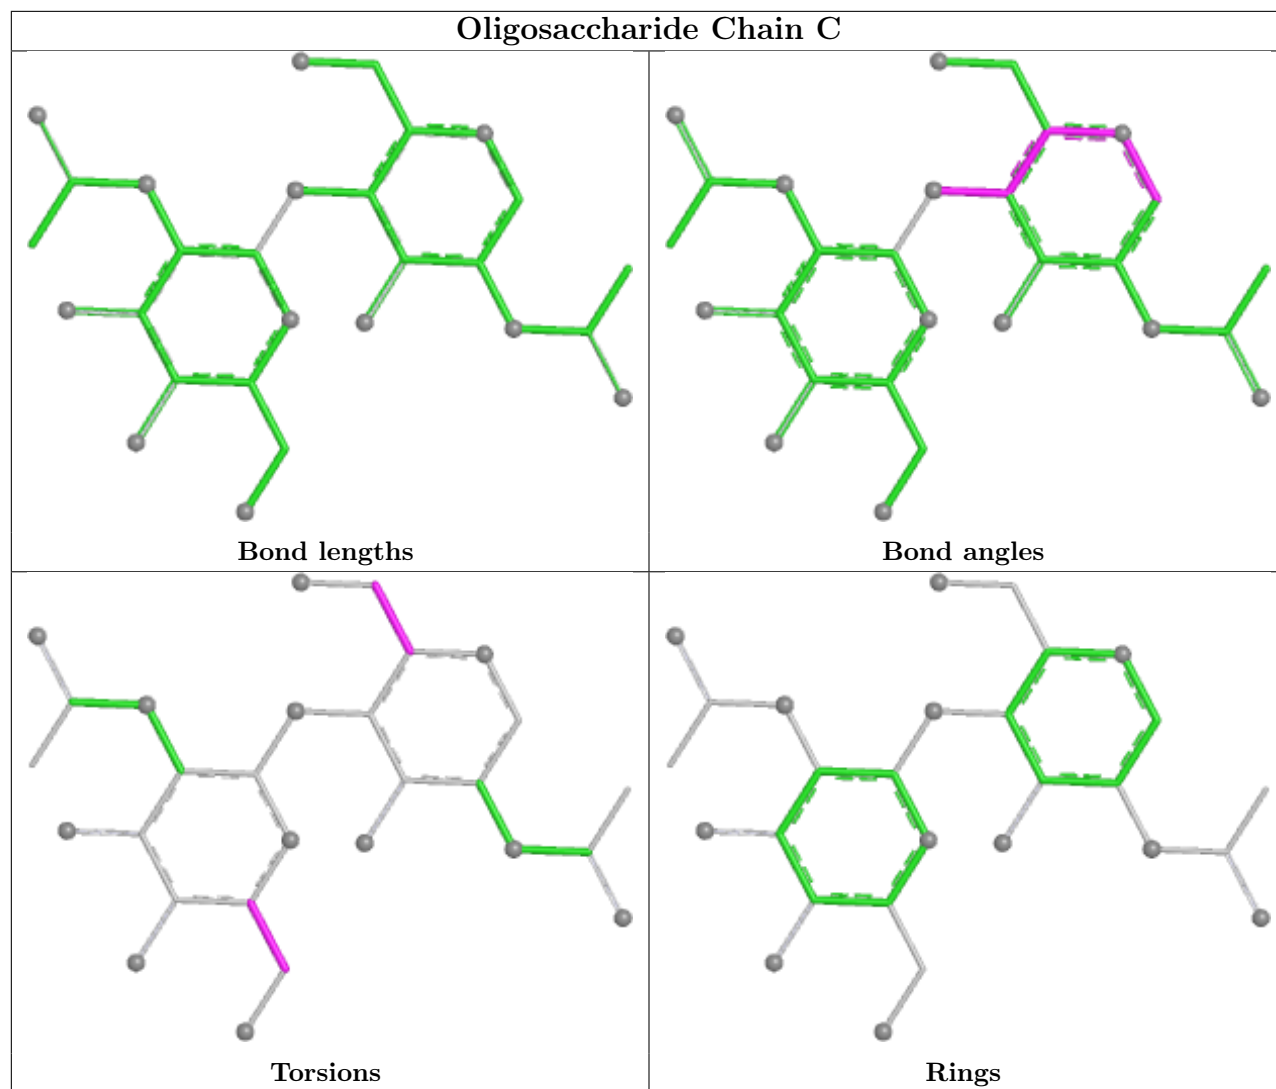 Oligosaccharide Chain C
Bond lengths
Bond angles
Torsions
Rings